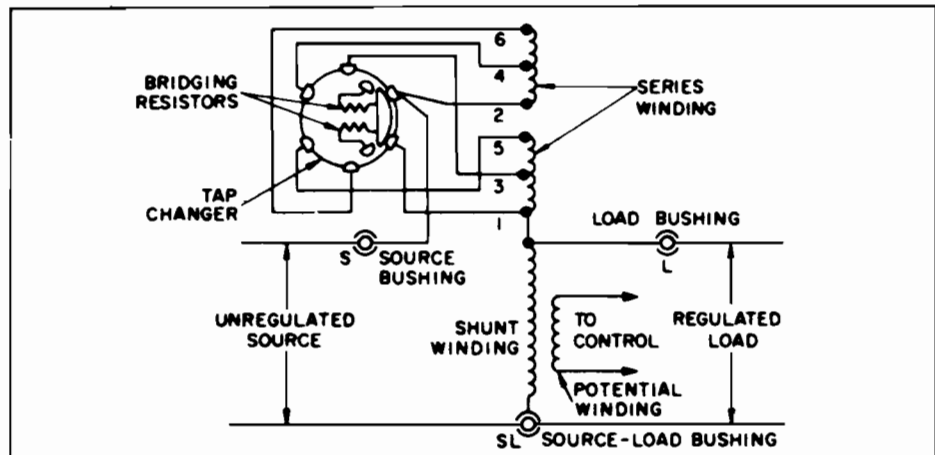 6
4
BRIDGING
RESISTORS
SERIES
WINDING
2
5
3
TAP
CHANGER
1
LOAD BUSHING
S
SOURCE
BUSHING
L
UNREGULATED
SOURCE
SHUNT
WINDING
TO
CONTROL
REGULATED
LOAD
POTENTIAL
WINDING
SL
SOURCE-LOAD BUSHING